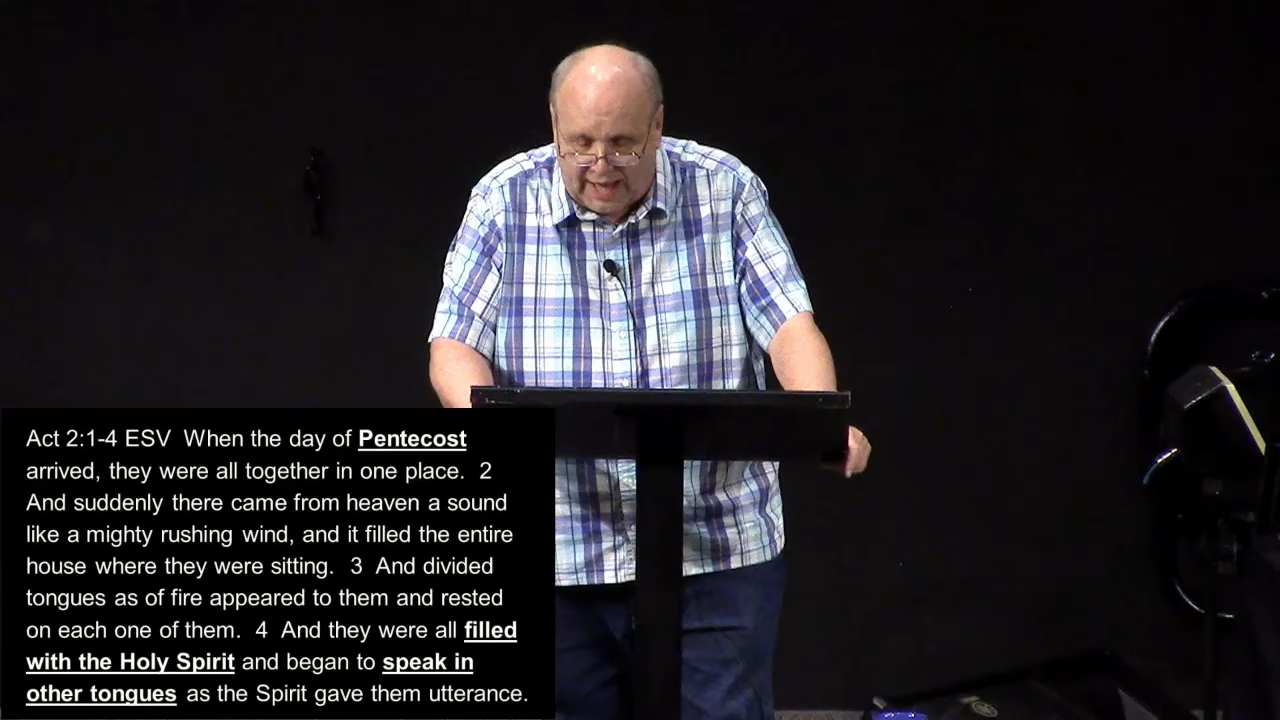 Act 2:1-4 ESV When the day of Pentecost
arrived, they were all together in one place. 2
And suddenly there came from heaven a sound
like a mighty rushing wind, and it filled the entire
house where they were sitting. 3 And divided
tongues as of fire appeared to them and rested
on each one of them. 4 And they were all filled
with the Holy Spirit and began to speak in
other tongues as the Spirit gave them utterance.